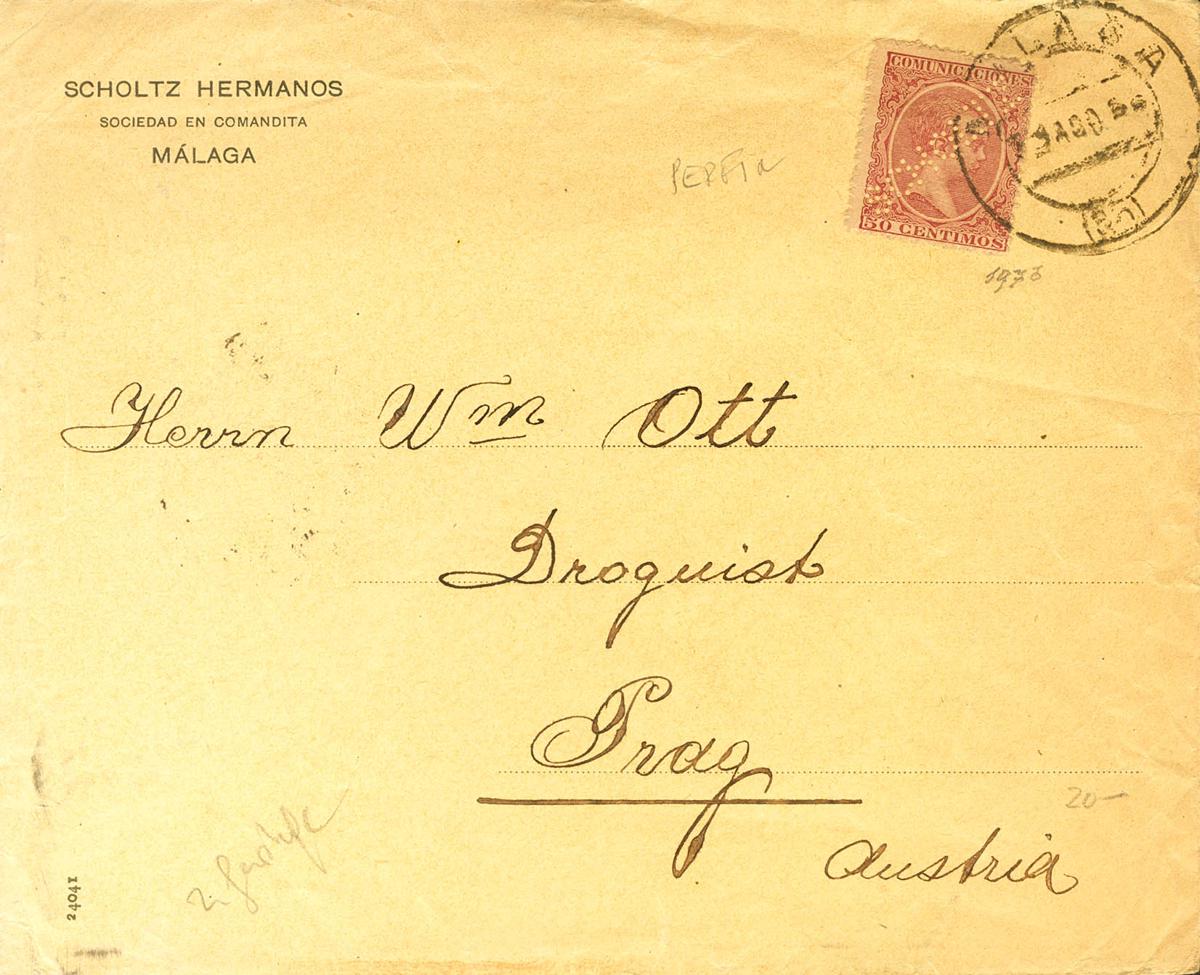 SCHOLTZ HERMANOS
SOCIEDAD EN COMANDITA
MÁLAGA
PERFIN
COMUNICACIONES
50 CENTIMOS
Herrn Wm Ott
Droguist
Prag
Austria
20-
24041